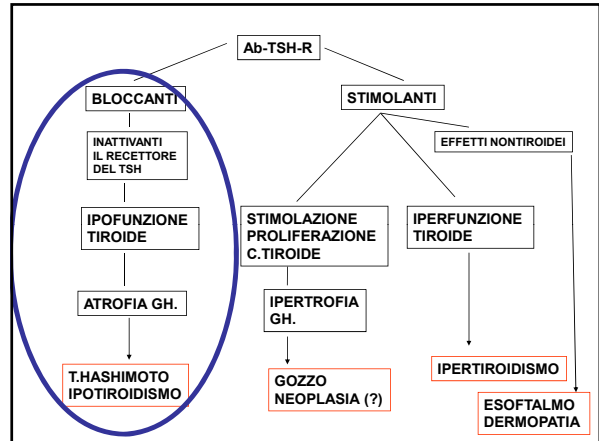 Ab-TSH-R
BLOCCANTI
INATTIVANTI
IL RECETTORE
DEL TSH
IPOFUNZIONE
TIROIDE
ATROFIA GH.
T.HASHIMOTO
IPOTIROIDISMO
STIMOLANTI
STIMOLAZIONE
PROLIFERAZIONE
C.TIROIDE
IPERTROFIA
GH.
GOZZO
NEOPLASIA (?)
IPERFUNZIONE
TIROIDE
IPERTIROIDISMO
EFFETTI NONTIROIDEI
ESOFTALMO
DERMOPATIA